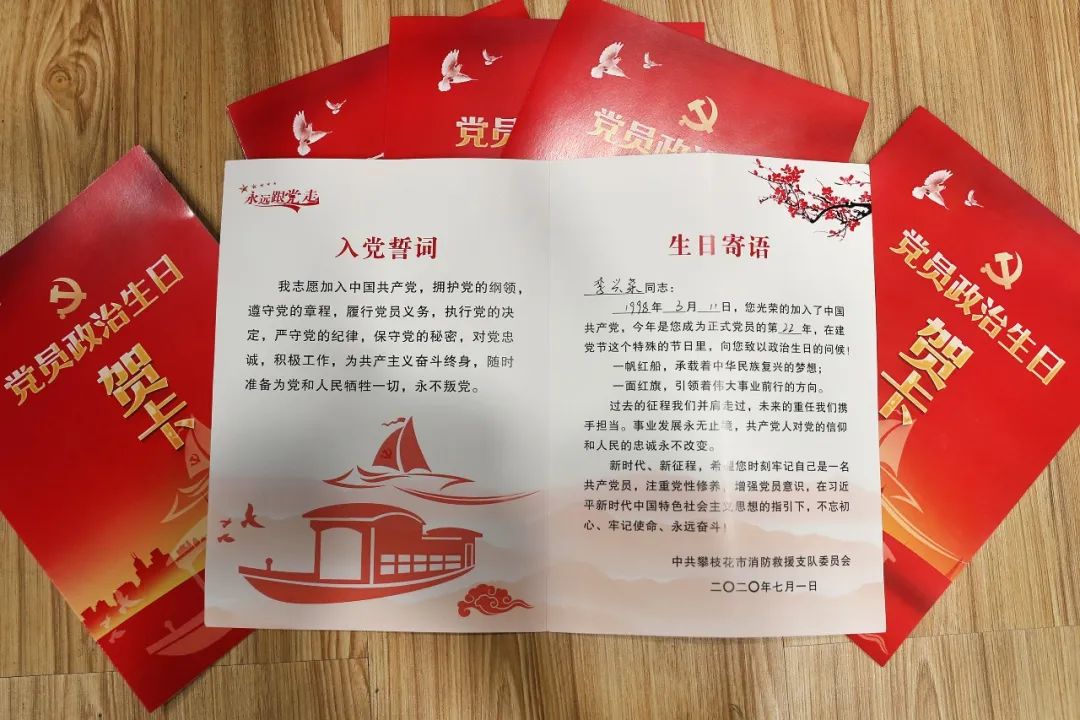 永远跟党走
入党誓词
我志愿加入中国共产党，拥护党的纲领，
遵守党的章程，履行党员义务，执行党的决
定，严守党的纪律，保守党的秘密，对党忠
诚，积极工作，为共产主义奋斗终身，随时
准备为党和人民牺牲一切，永不叛党。
生日寄语
李兴荣同志：
1998年 3月 11日，您光荣的加入了中国
共产党，今年是您成为正式党员的第 22 年，在建
党节这个特殊的节日里，向您致以政治生日的问候！
一帆红船，承载着中华民族复兴的梦想；
一面红旗，引领着伟大事业前行的方向。
过去的征程我们并肩走过，未来的重任我们携
手担当。事业发展永无止境，共产党人对党的信仰
和人民的忠诚永不改变。
新时代、新征程，希望您时刻牢记自己是一名
共产党员，注重党性修养，增强党员意识，在习近
平新时代中国特色社会主义思想的指引下，不忘初
心、牢记使命、永远奋斗！
中共攀枝花市消防救援支队委员会
二〇二〇年七月一日
党员政治生日
贺卡
党员
党员政治
党员政治生日
贺卡